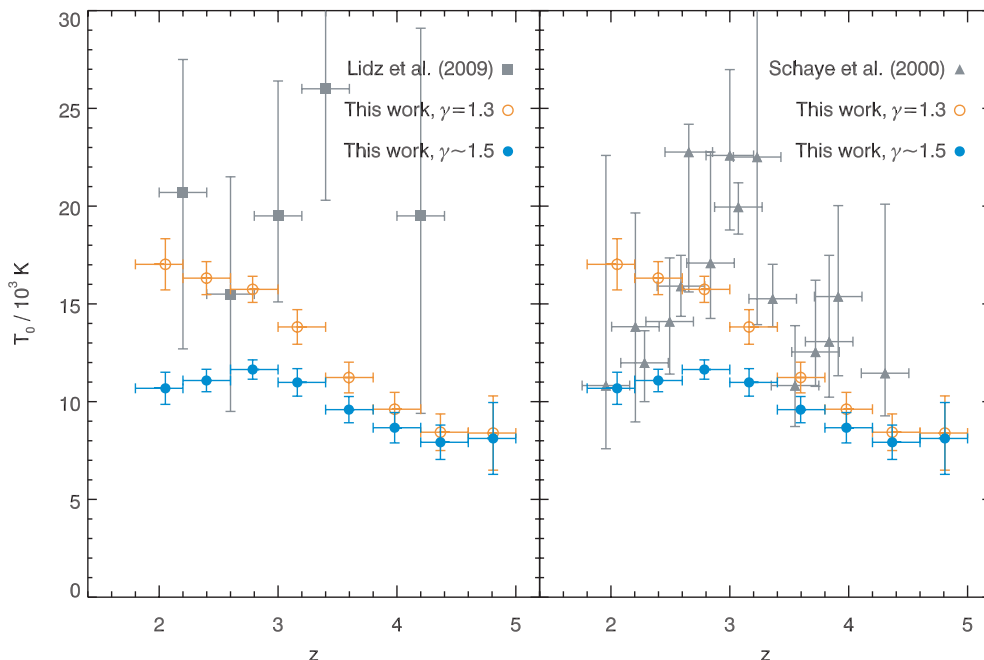 30
25
20
15
10
5
0
T₀ / 10³ K
Lidz et al. (2009)
This work, γ=1.3
This work, γ~1.5
2
3
4
5
z
Schaye et al. (2000)
This work, γ=1.3
This work, γ~1.5
2
3
4
5
z